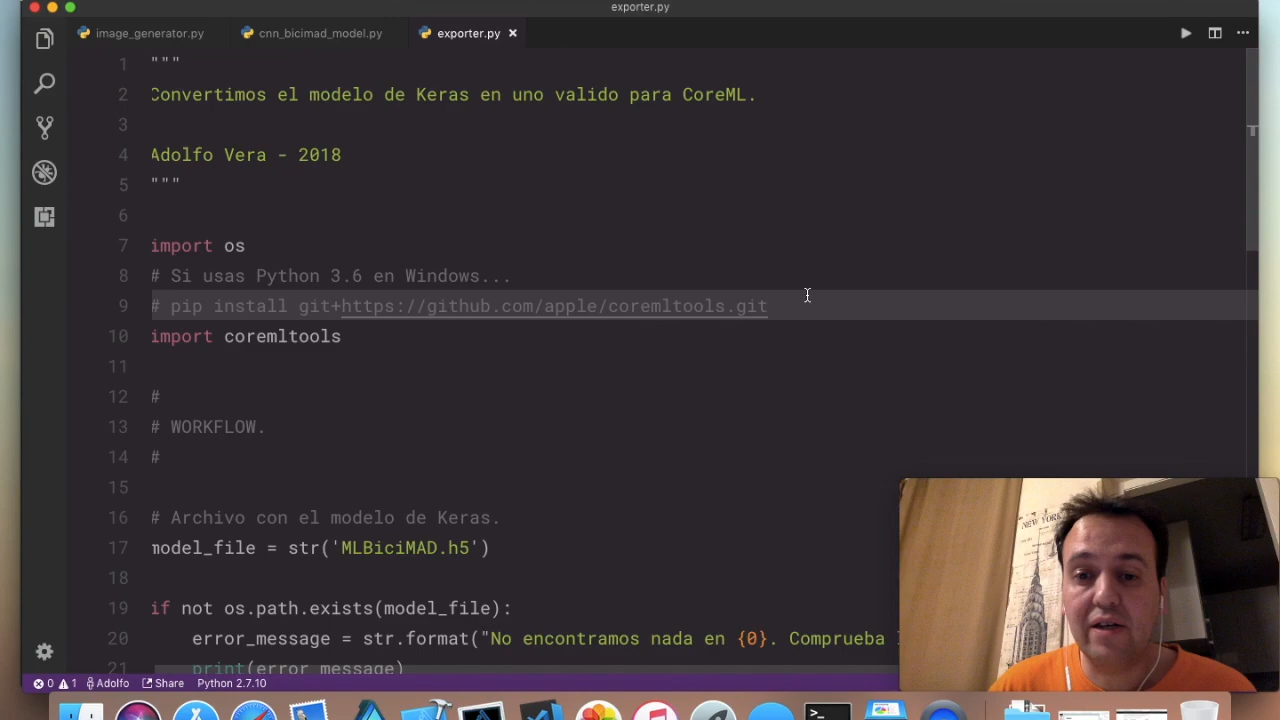 exporter.py
image_generator.py
cnn_bicimad_model.py
exporter.py
1 """
2 Convertimos el modelo de Keras en uno valido para CoreML.
3
4 Adolfo Vera - 2018
5 """
6
7 import os
8 # Si usas Python 3.6 en Windows...
9 # pip install git+https://github.com/apple/coremltools.git
10 import coremltools
11
12 #
13 # WORKFLOW.
14 #
15
16 # Archivo con el modelo de Keras.
17 model_file = str('MLBiciMAD.h5')
18
19 if not os.path.exists(model_file):
20 error_message = str.format("No encontramos nada en {0}. Comprueba
21 print(error_message)
NEW YORK
0 1 Adolfo Share Python 2.7.10